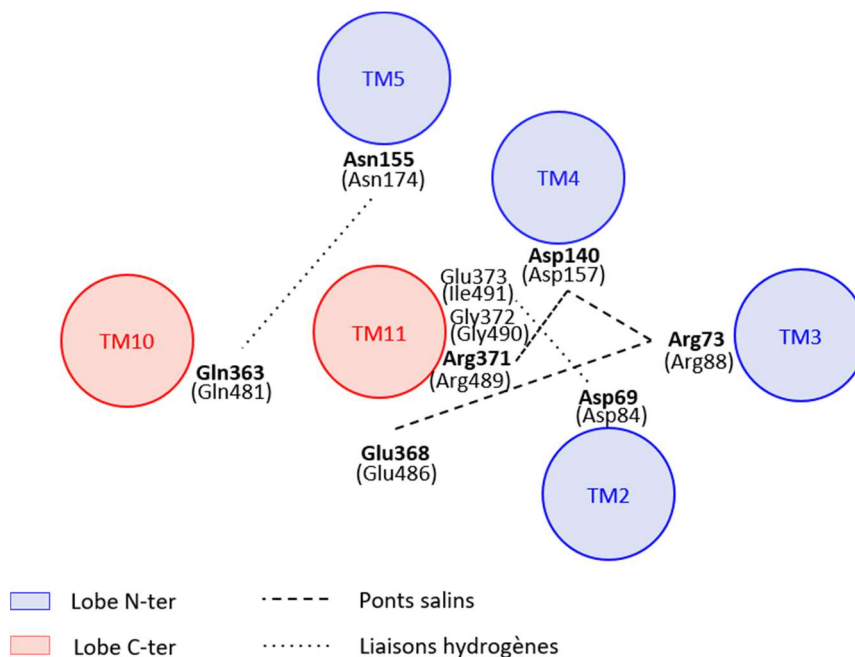 TM5
Asn155
(Asn174)
TM4
Asp140
(Asp157)
Glu373
(Ile491)
Gly372
(Gly490)
TM10
TM11
Arg371
(Arg489)
Arg73
(Arg88)
TM3
Gln363
(Gln481)
Asp69
(Asp84)
Glu368
(Glu486)
TM2
Lobe N-ter
Ponts salins
Lobe C-ter
Liaisons hydrogènes